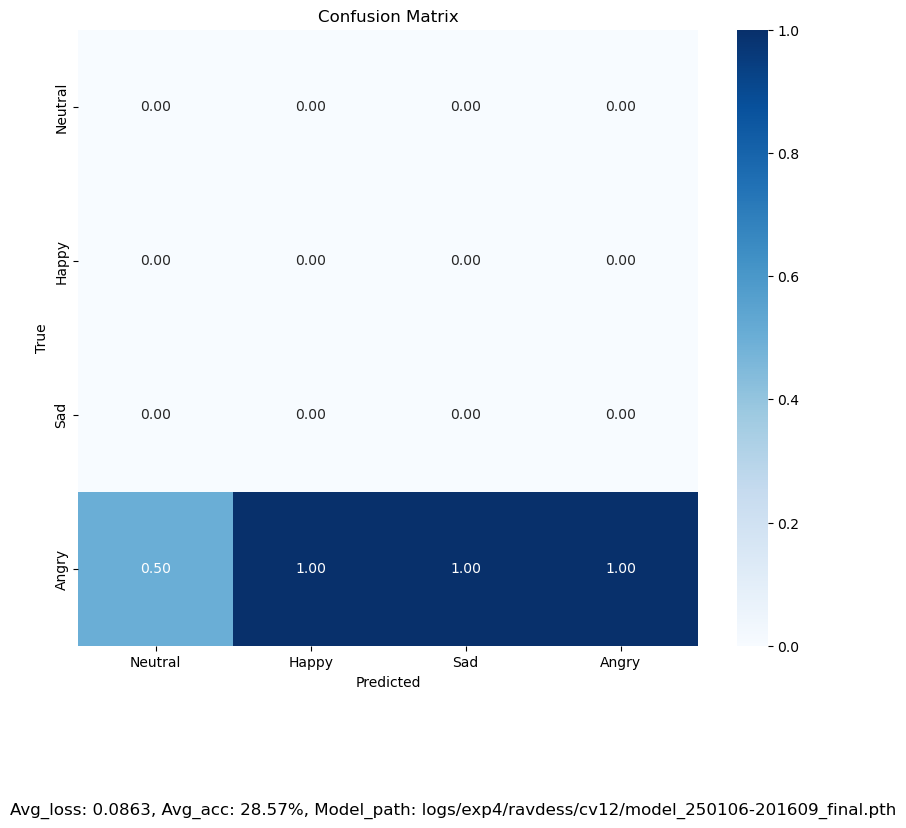 Confusion Matrix
1.0
Neutral
0.00 0.00 0.00 0.00
0.8
Happy
0.00 0.00 0.00 0.00
0.6
True
0.4
Sad
0.00 0.00 0.00 0.00
0.2
Angry
0.50 1.00 1.00 1.00
0.0
Neutral Happy Sad Angry
Predicted
Avg_loss: 0.0863, Avg_acc: 28.57%, Model_path: logs/exp4/ravdess/cv12/model_250106-201609_final.pth